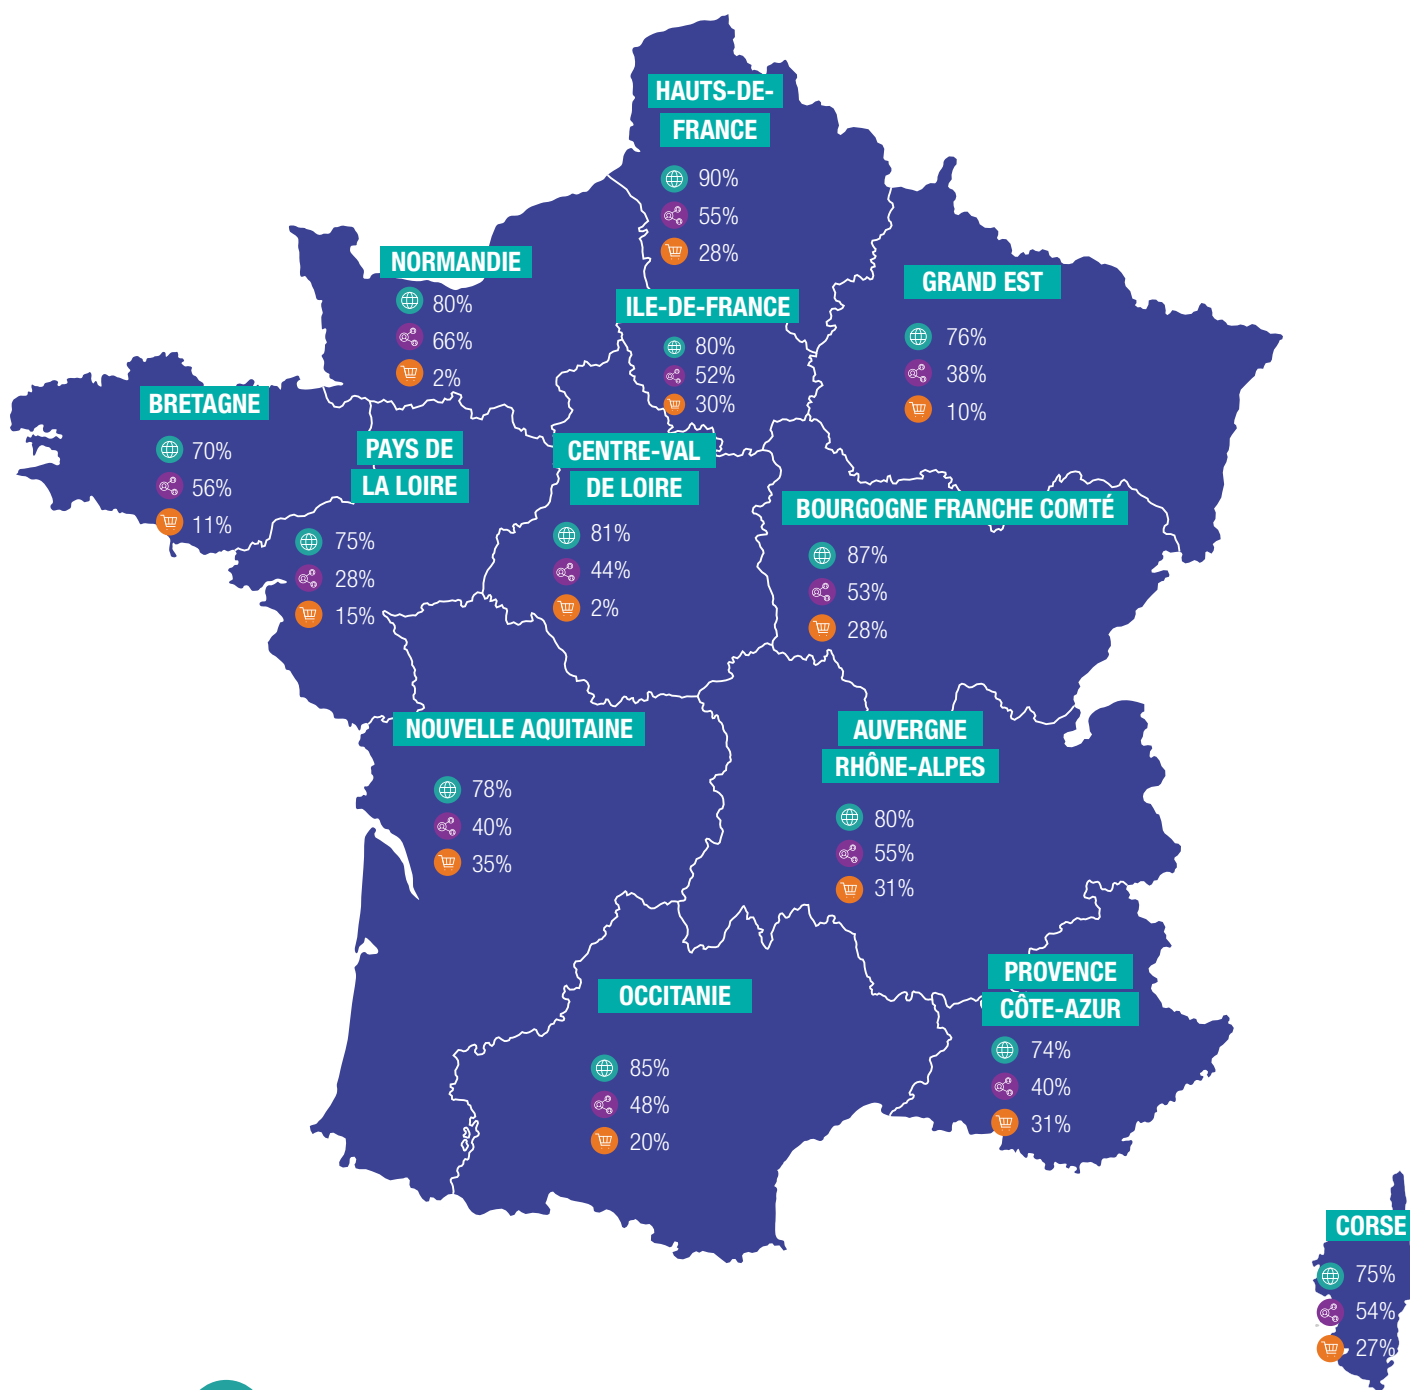 HAUTS-DE-
FRANCE
90%
55%
28%
NORMANDIE
80%
66%
2%
ILE-DE-FRANCE
80%
52%
30%
GRAND EST
76%
38%
10%
BRETAGNE
70%
56%
11%
PAYS DE
LA LOIRE
75%
28%
15%
CENTRE-VAL
DE LOIRE
81%
44%
2%
BOURGOGNE FRANCHE COMTÉ
87%
53%
28%
NOUVELLE AQUITAINE
78%
40%
35%
AUVERGNE
RHÔNE-ALPES
80%
55%
31%
OCCITANIE
85%
48%
20%
PROVENCE
CÔTE-AZUR
74%
40%
31%
CORSE
75%
54%
27%